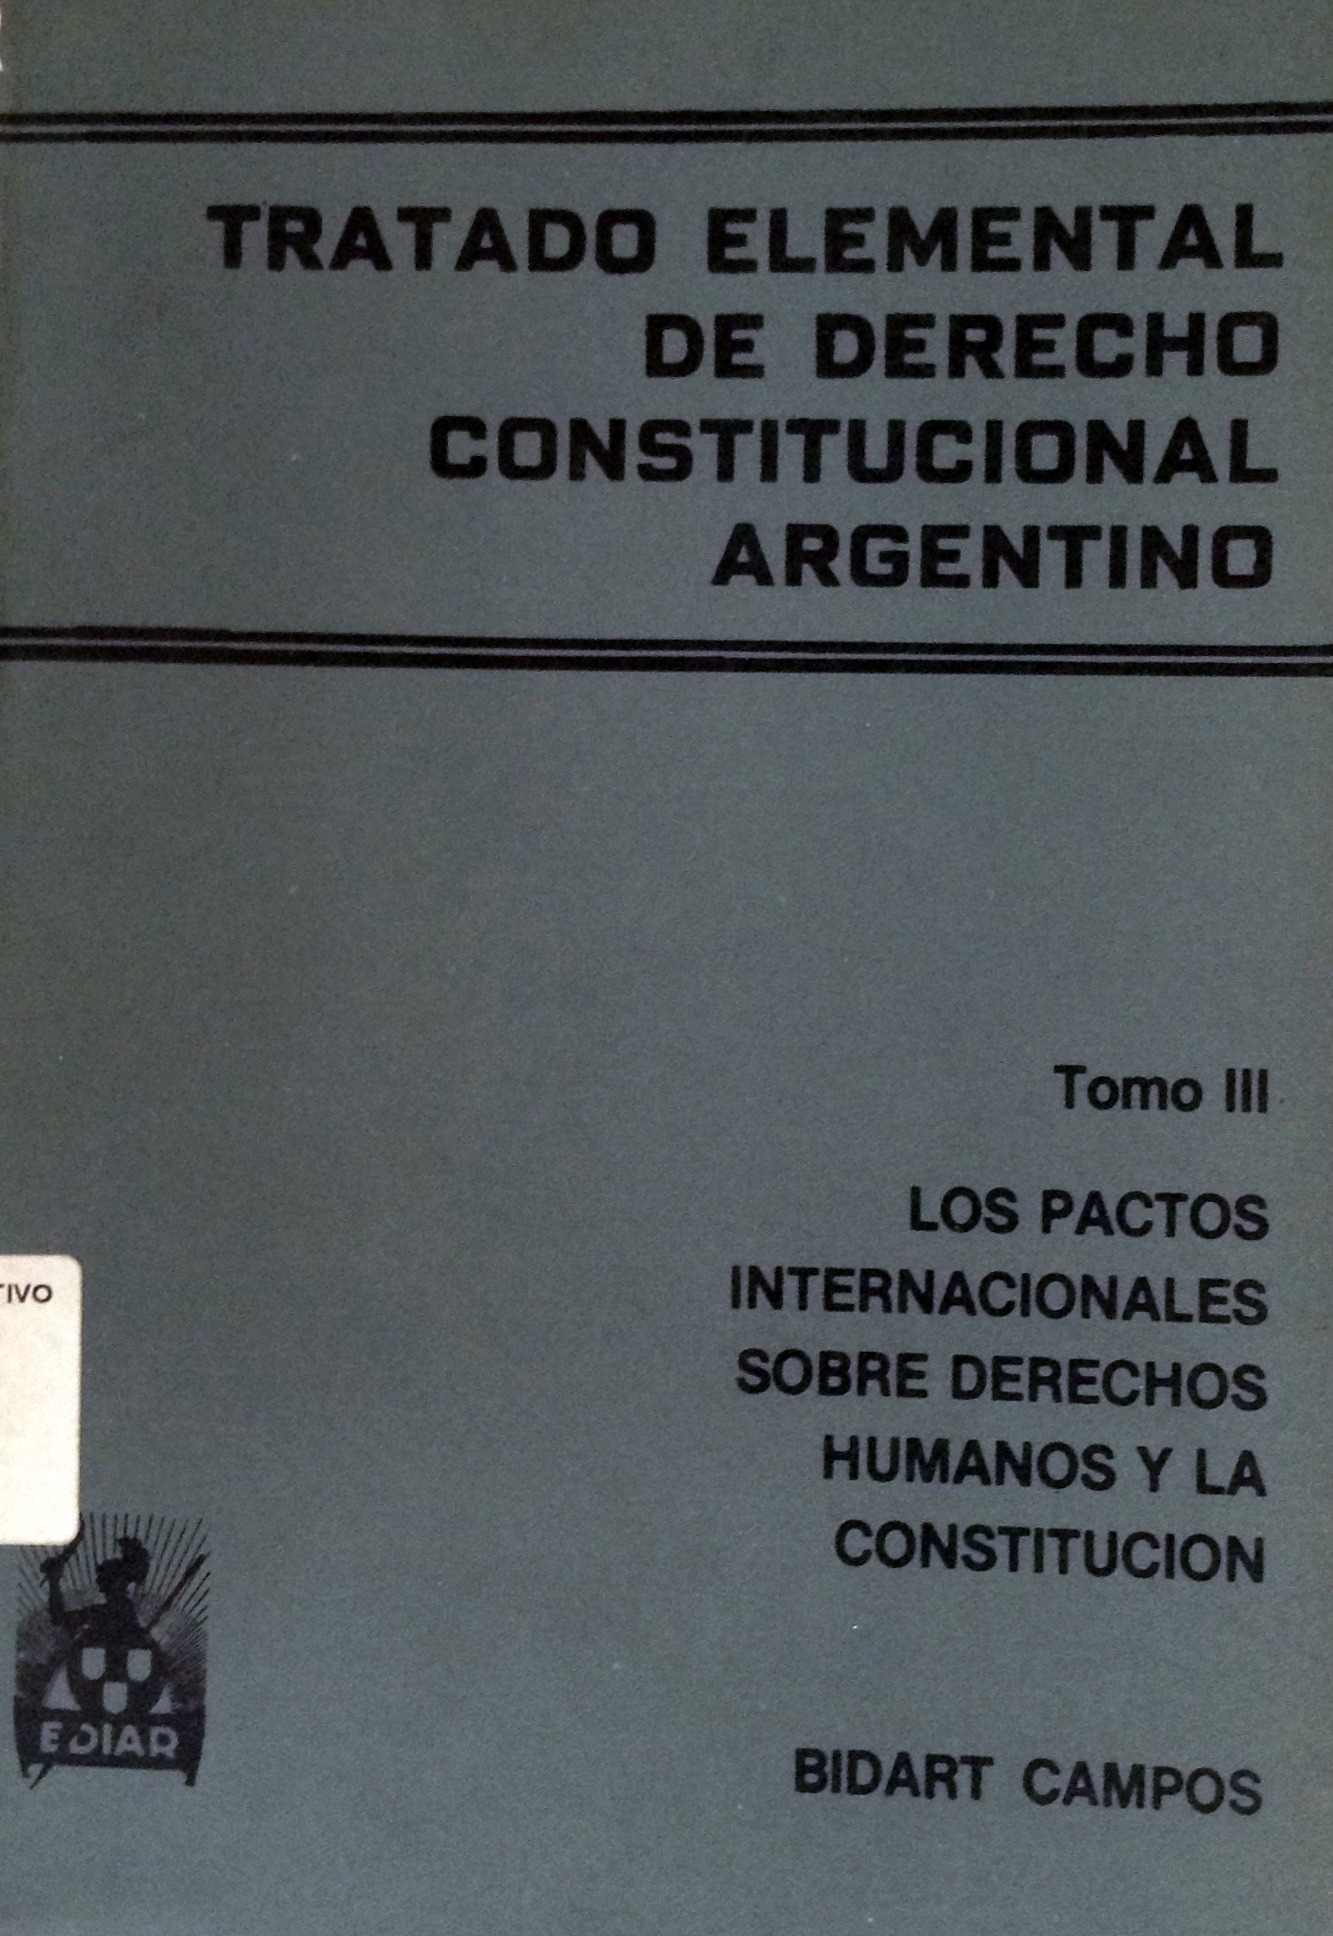 TRATADO ELEMENTAL
DE DERECHO
CONSTITUCIONAL
ARGENTINO
Tomo III
LOS PACTOS
INTERNACIONALES
SOBRE DERECHOS
HUMANOS Y LA
CONSTITUCION
TIVO
EDIAR
BIDART CAMPOS